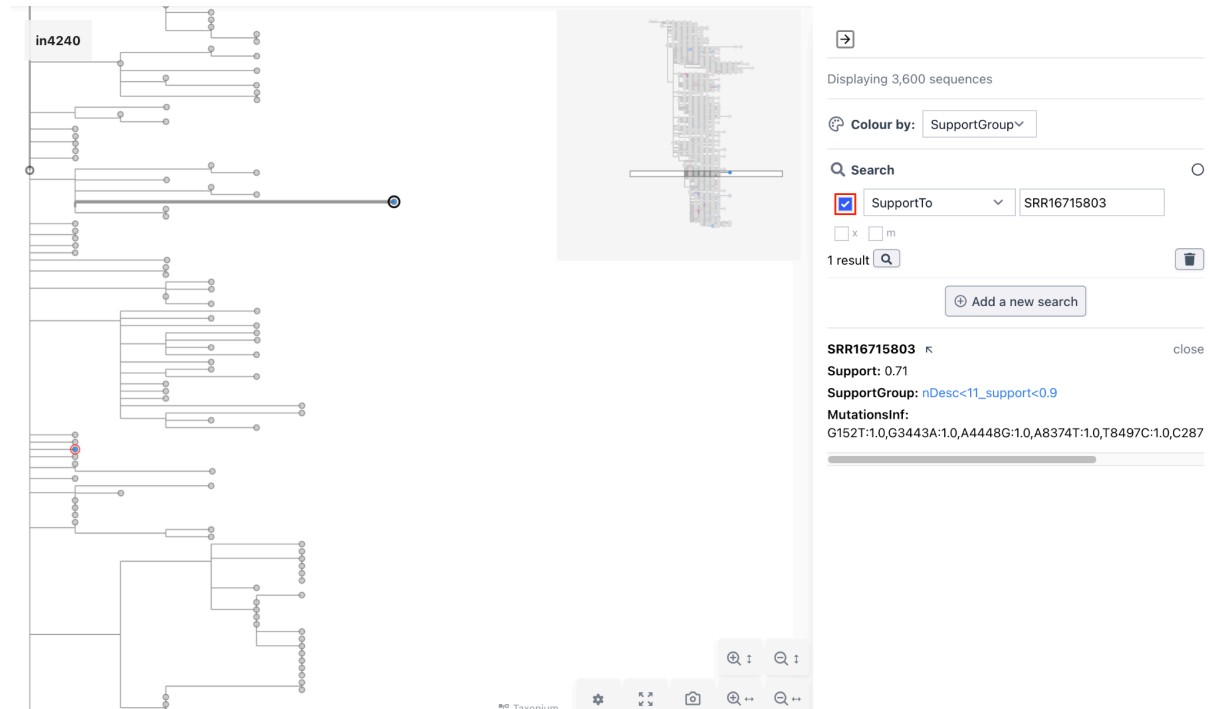 in4240
Displaying 3,600 sequences
Colour by: SupportGroup
Search
SupportTo SRR16715803
x m
1 result
Add a new search
SRR16715803 close
Support: 0.71
SupportGroup: nDesc<11_support<0.9
MutationsInf:
G152T:1.0,G3443A:1.0,A4448G:1.0,A8374T:1.0,T8497C:1.0,C287
Taxonium